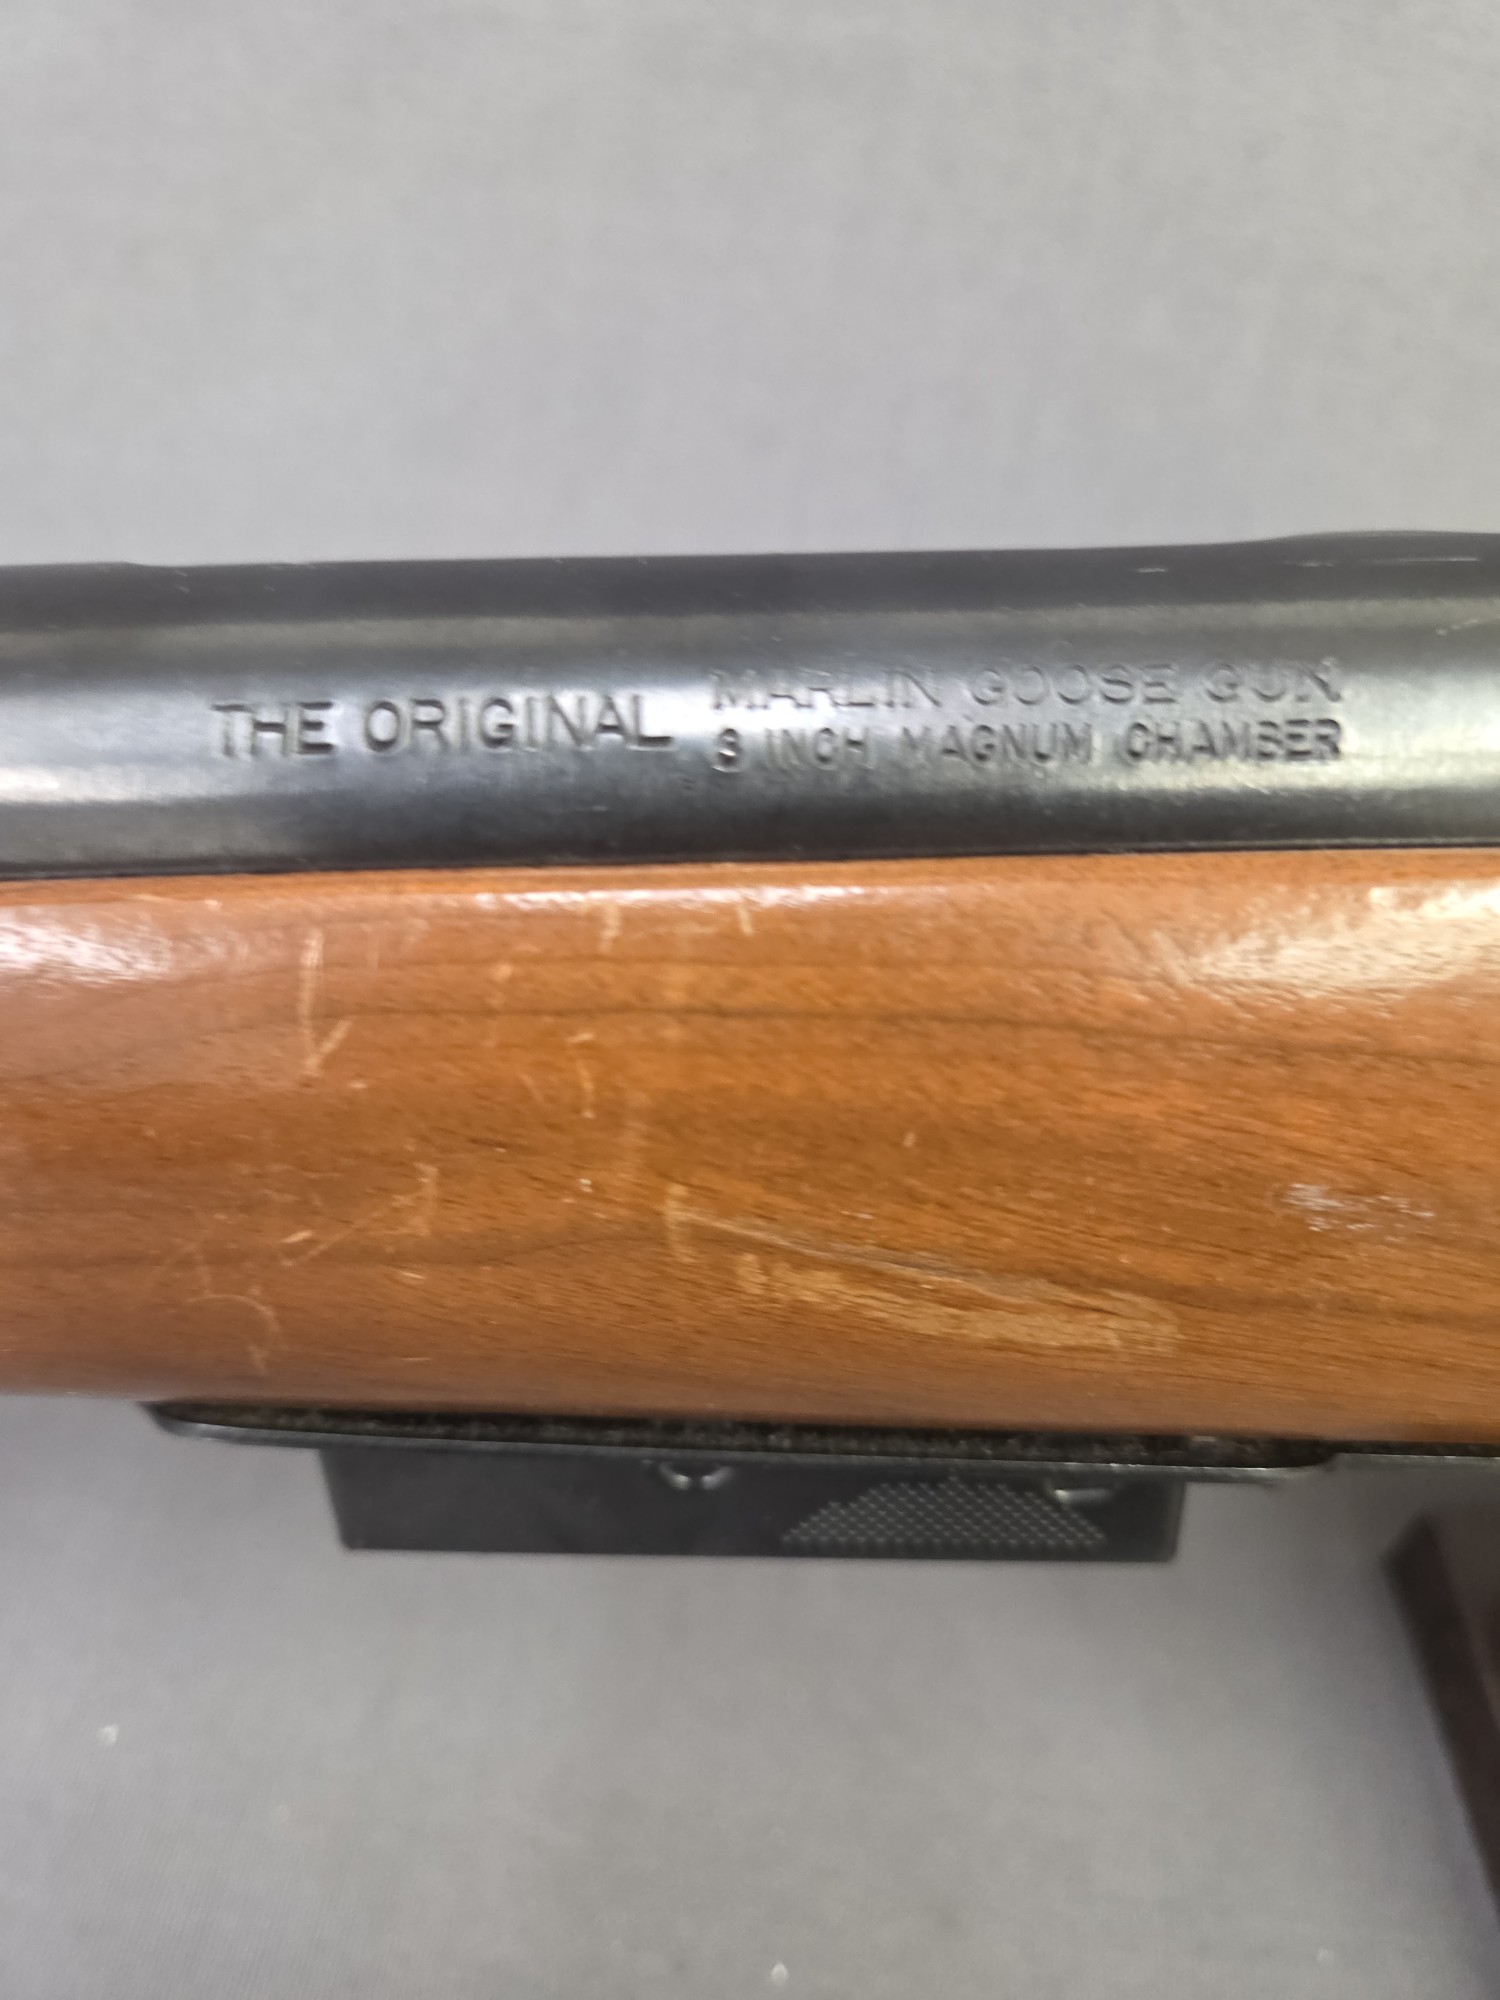 THE ORIGINAL
MARLIN GOOSE GUN
3 INCH MAGNUM CHAMBER